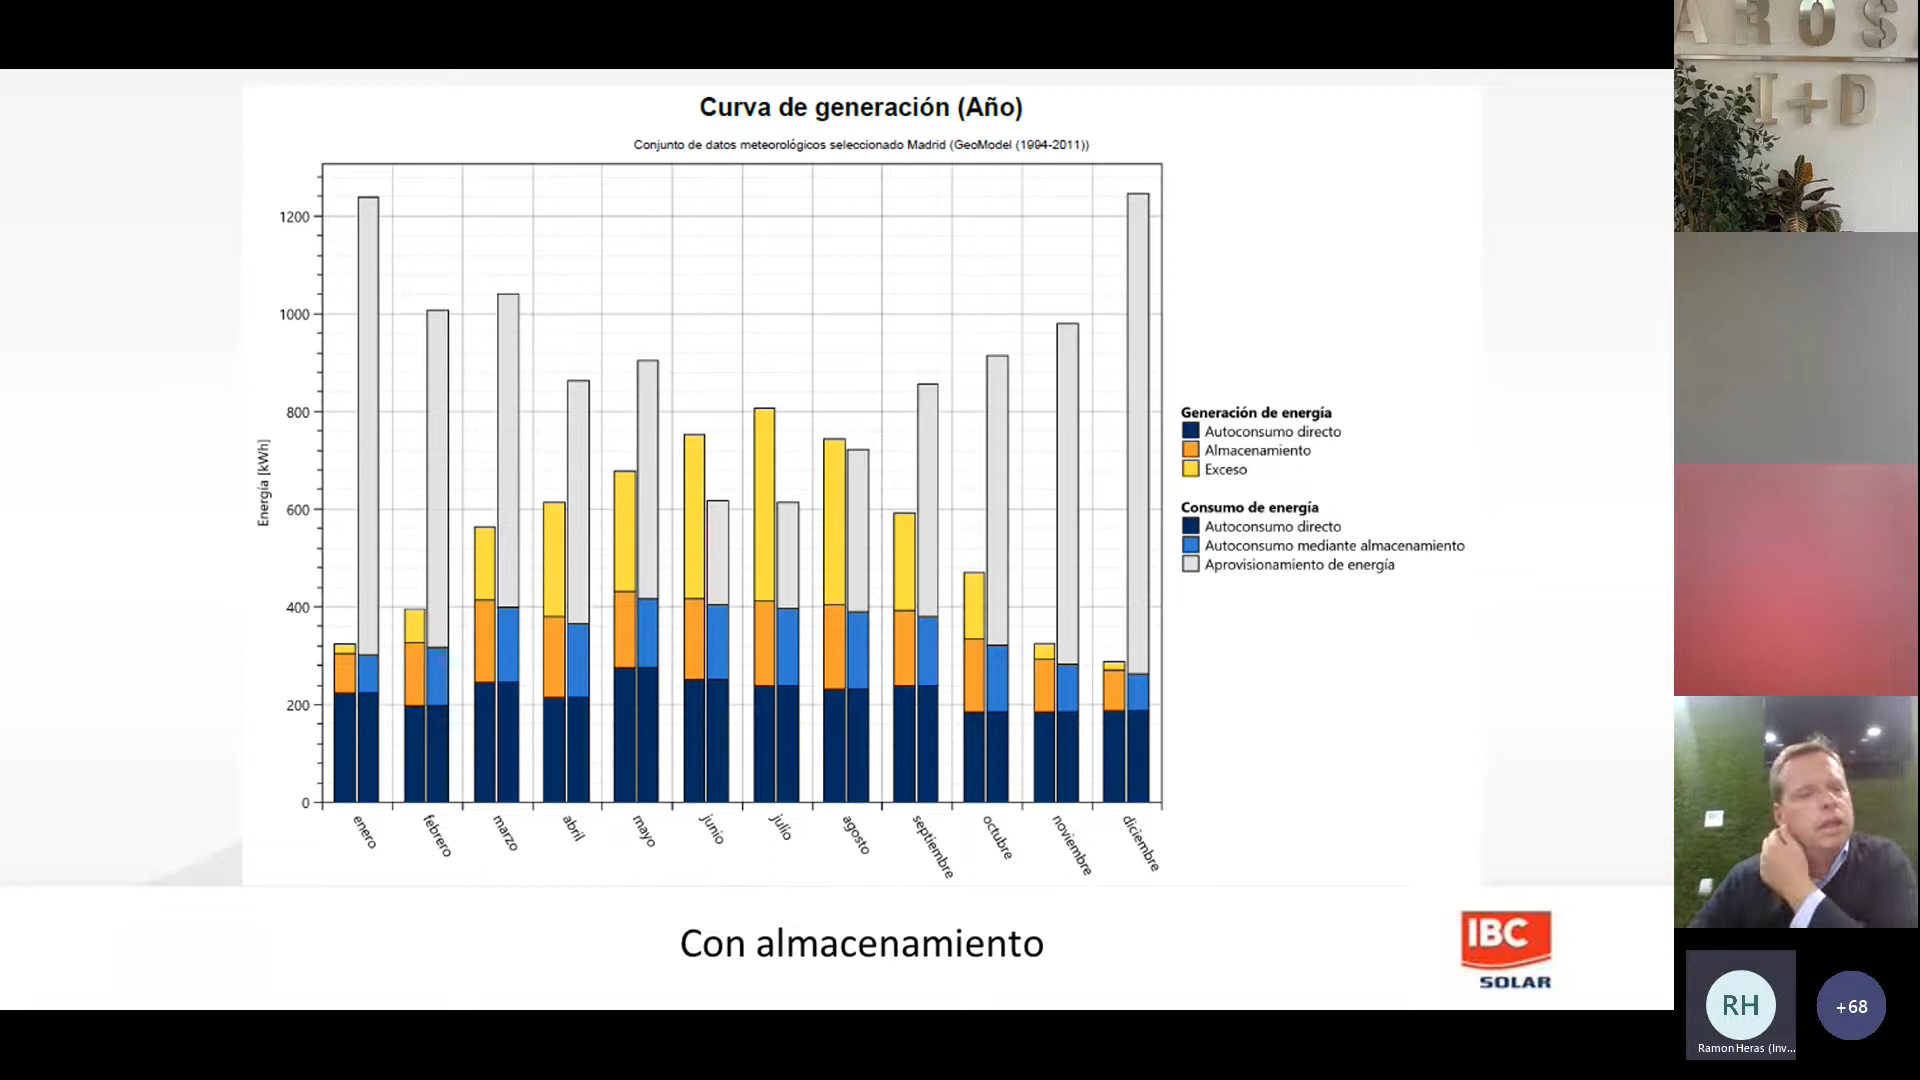 Curva de generación (Año)
Conjunto de datos meteorológicos seleccionado Madrid (GeoModel (1994-2011))
Energía [kWh]
1200
1000
800
600
400
200
0
enero
febrero
marzo
abril
mayo
junio
julio
agosto
septiembre
octubre
noviembre
diciembre
Generación de energía
Autoconsumo directo
Almacenamiento
Exceso
Consumo de energía
Autoconsumo directo
Autoconsumo mediante almacenamiento
Aprovisionamiento de energía
Con almacenamiento
IBC
SOLAR
AROS
I+D
RH
Ramon Heras (Inv...
+68